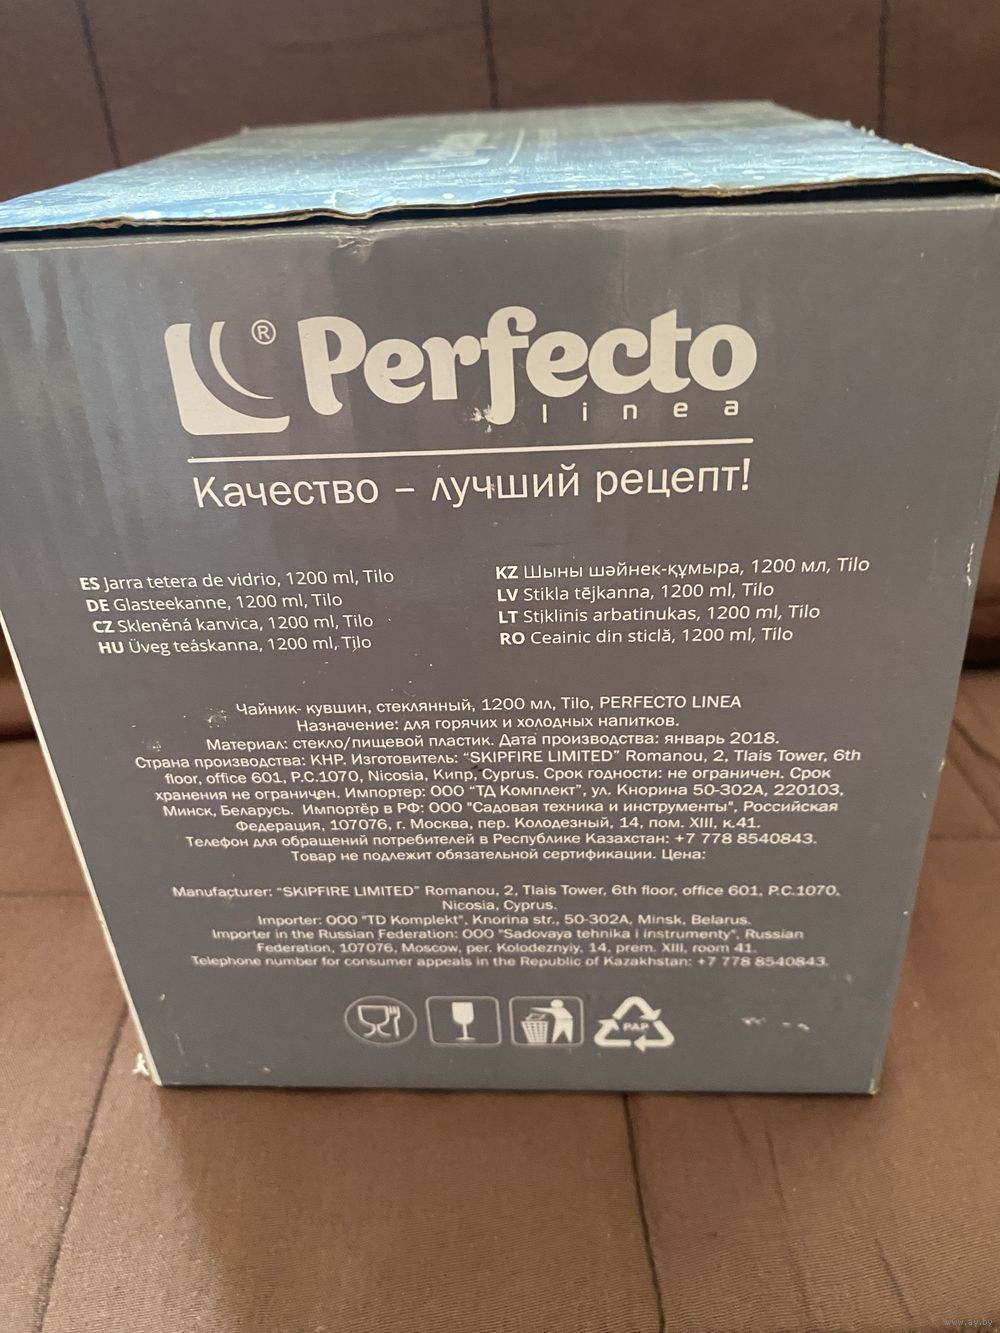 ® Perfecto
linea
Качество – лучший рецепт!
ES Jarra tetera de vidrio, 1200 ml, Tilo
DE Glasteekanne, 1200 ml, Tilo
CZ Skleněná kanvica, 1200 ml, Tilo
HU Üveg teáskanna, 1200 ml, Tilo
KZ Шыны шәйнек-құмыра, 1200 мл, Tilo
LV Stikla tējkanna, 1200 ml, Tilo
LT Stiklinis arbatinukas, 1200 ml, Tilo
RO Ceainic din sticlă, 1200 ml, Tilo
Чайник- кувшин, стеклянный, 1200 мл, Tilo, PERFECTO LINEA
Назначение: для горячих и холодных напитков.
Материал: стекло/пищевой пластик. Дата производства: январь 2018.
Страна производства: КНР. Изготовитель: “SKIPFIRE LIMITED” Romanou, 2, Tlais Tower, 6th
floor, office 601, P.C.1070, Nicosia, Кипр, Cyprus. Срок годности: не ограничен. Срок
хранения не ограничен. Импортер: ООО “ТД Комплект”, ул. Кнорина 50-302А, 220103,
Минск, Беларусь. Импортёр в РФ: ООО "Садовая техника и инструменты", Российская
Федерация, 107076, г. Москва, пер. Колодезный, 14, пом. XIII, к.41.
Телефон для обращений потребителей в Республике Казахстан: +7 778 8540843.
Товар не подлежит обязательной сертификации. Цена:
Manufacturer: “SKIPFIRE LIMITED” Romanou, 2, Tlais Tower, 6th floor, office 601, P.C.1070,
Nicosia, Cyprus.
Importer: OOO "TD Komplekt", Knorina str., 50-302A, Minsk, Belarus.
Importer in the Russian Federation: OOO "Sadovaya tehnika i instrumenty", Russian
Federation, 107076, Moscow, per. Kolodeznyiy, 14, prem. XIII, room 41.
Telephone number for consumer appeals in the Republic of Kazakhstan: +7 778 8540843.
PAP
www.ay.by